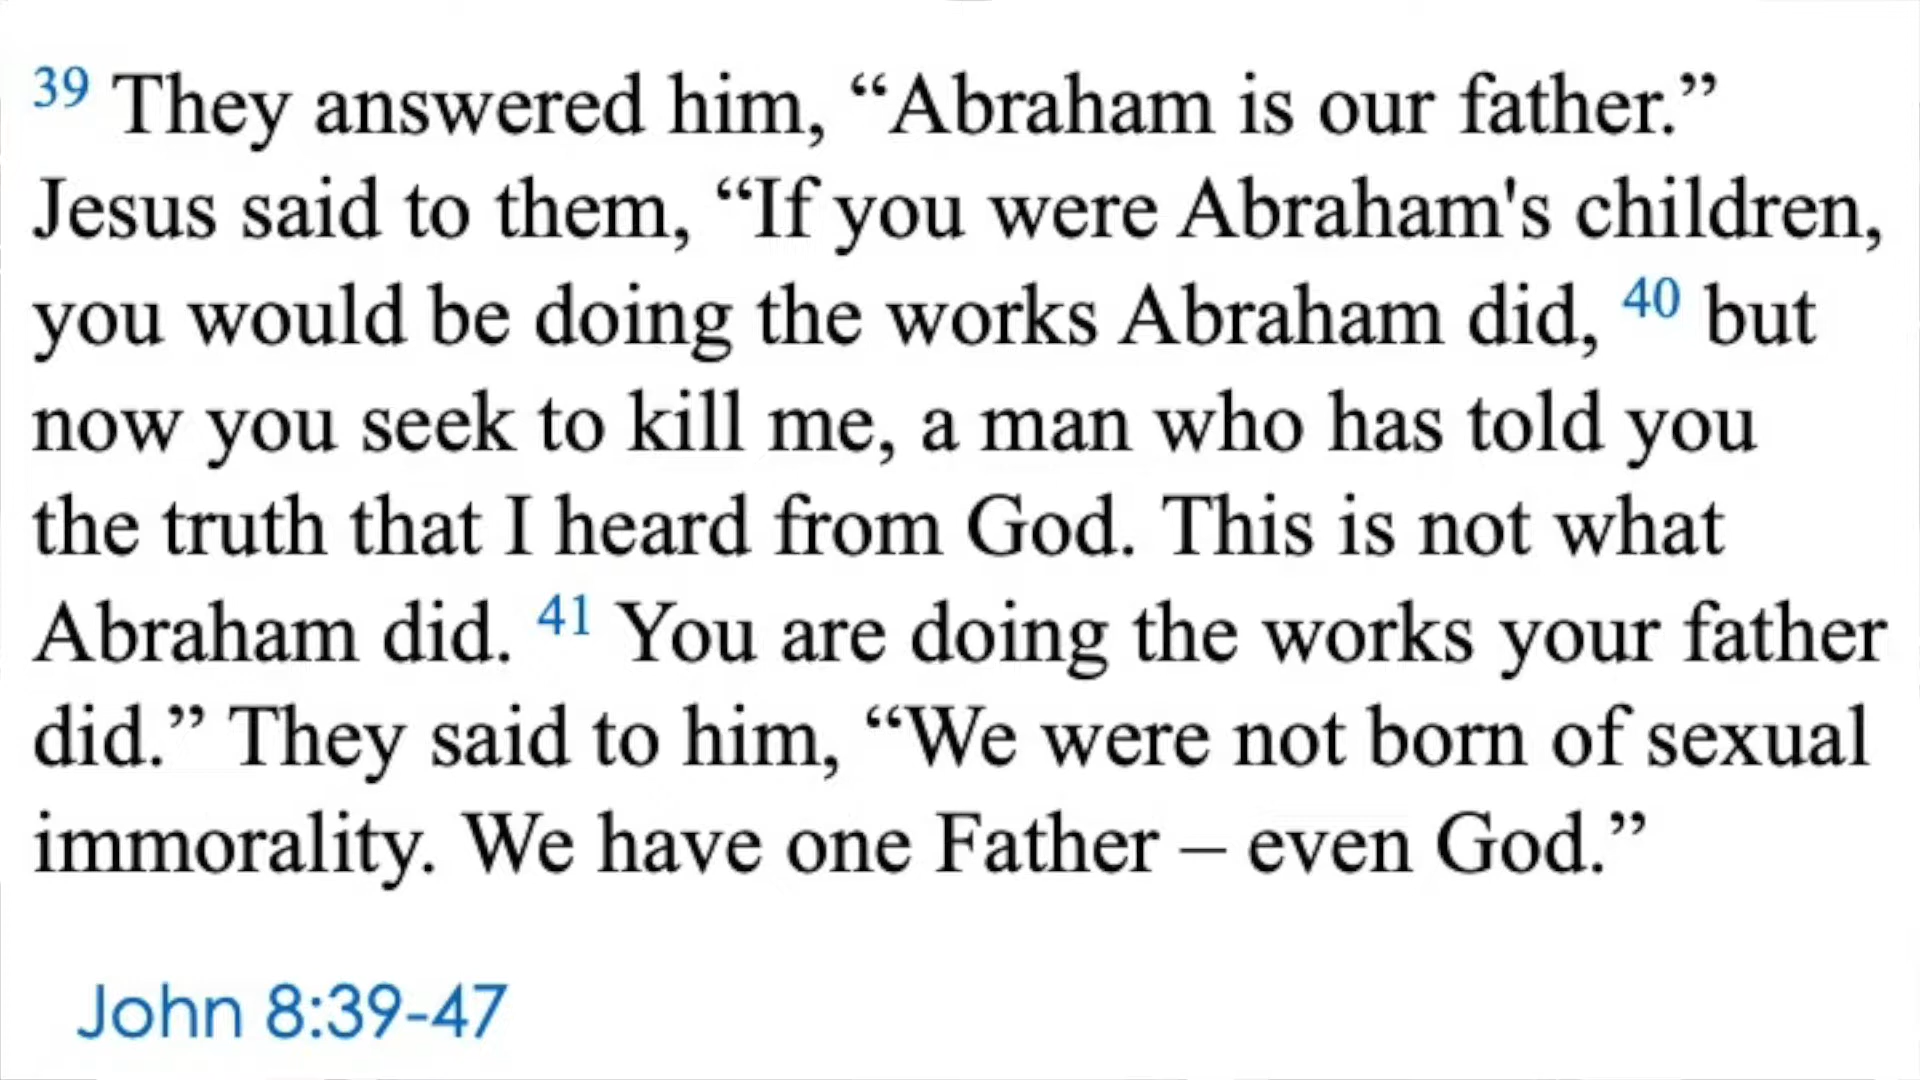 39 They answered him, “Abraham is our father.”
Jesus said to them, “If you were Abraham's children,
you would be doing the works Abraham did, 40 but
now you seek to kill me, a man who has told you
the truth that I heard from God. This is not what
Abraham did. 41 You are doing the works your father
did.” They said to him, “We were not born of sexual
immorality. We have one Father – even God.”
John 8:39-47